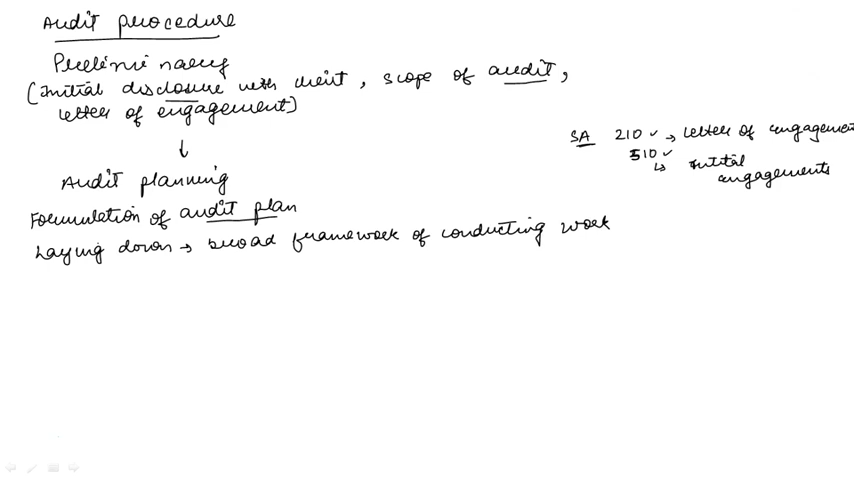 Audit procedure
Preliminary
(Initial disclosure with client, scope of audit,
letter of engagement)
SA 210 ✓ → letter of engagement
510 ✓
↳ Initial
engagements
↓
Audit planning
Formulation of audit plan
Laying down → broad framework of conducting work